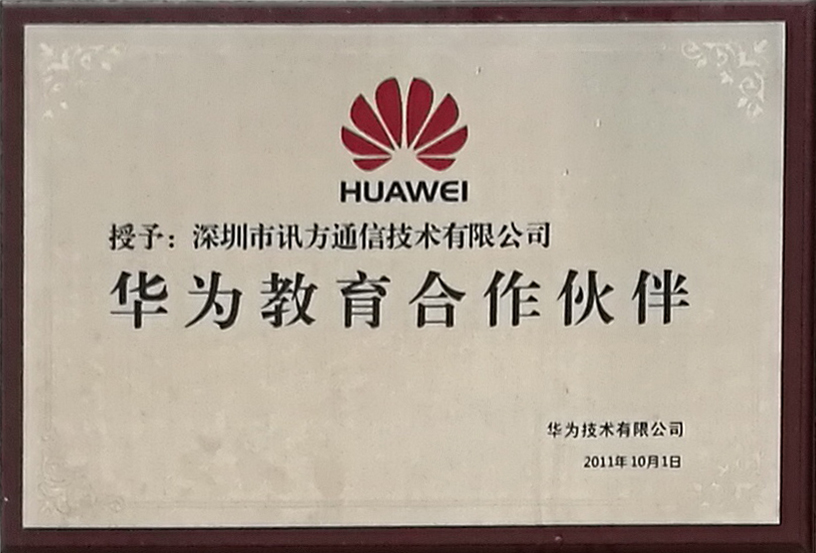 HUAWEI
授予：深圳市讯方通信技术有限公司
华为教育合作伙伴
华为技术有限公司
2011年10月1日